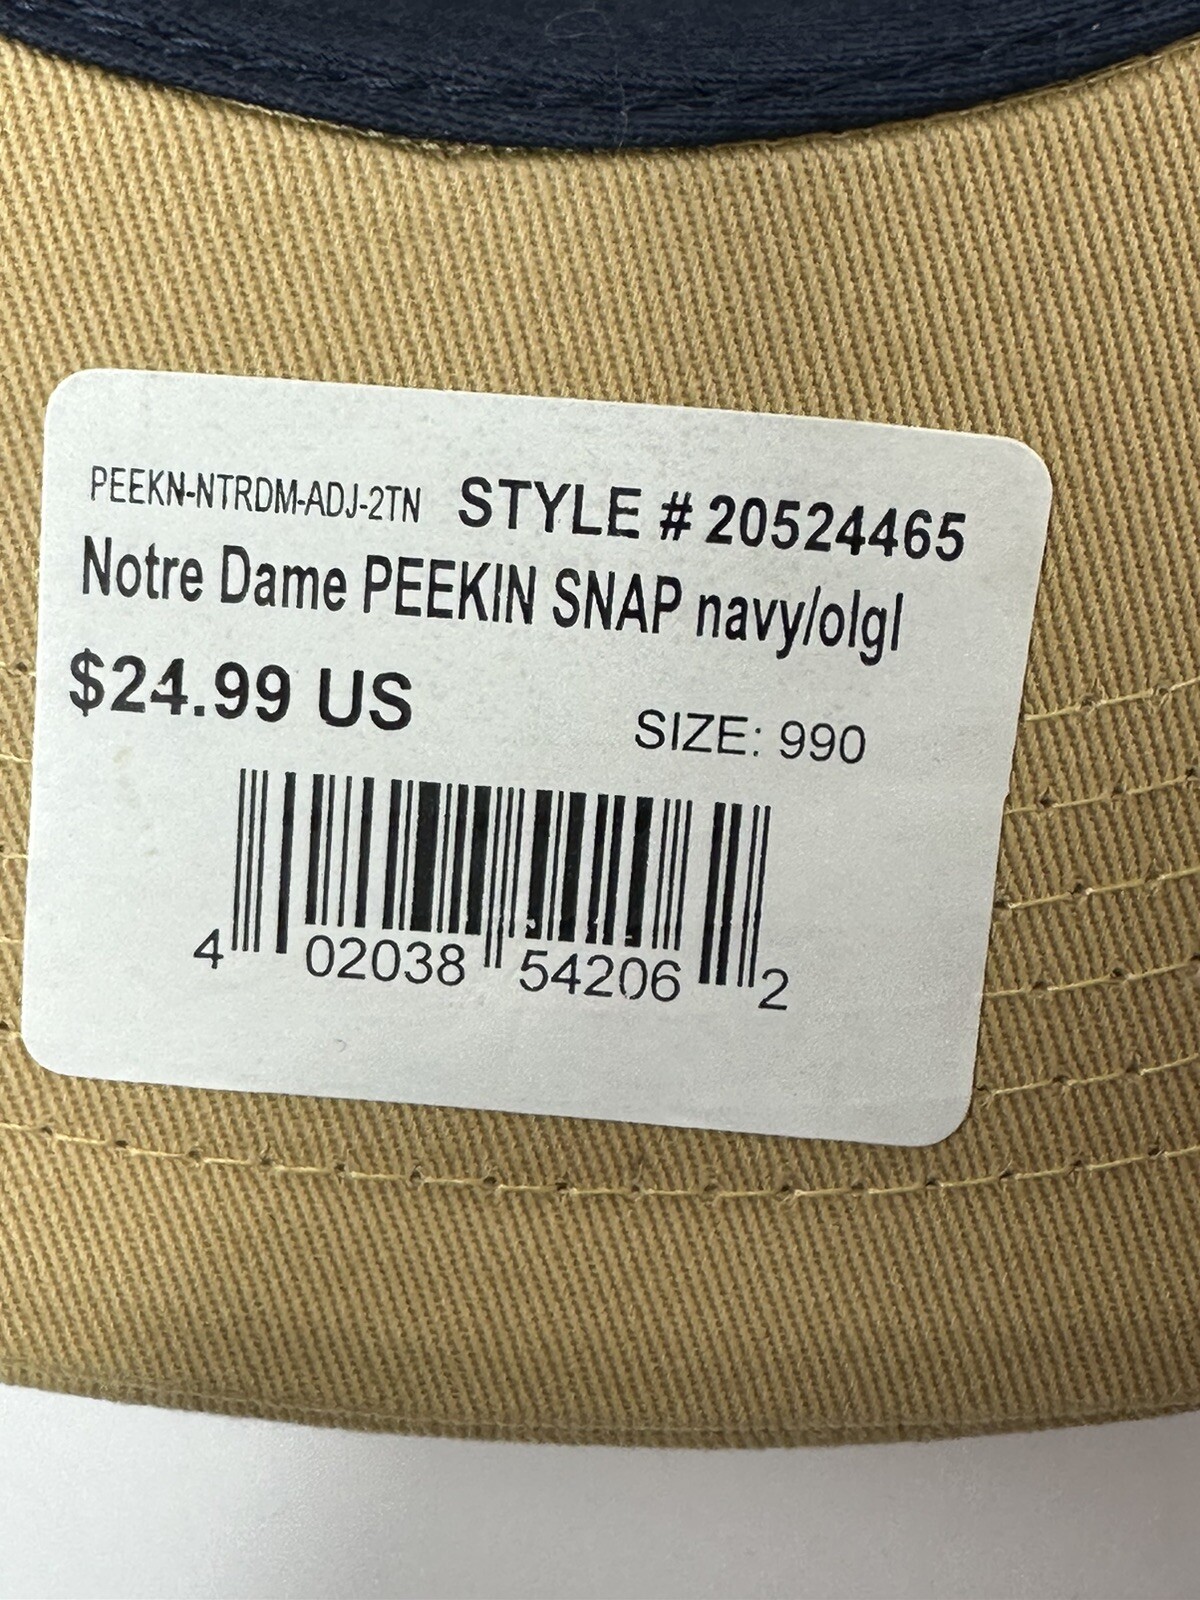 PEEKN-NTRDM-ADJ-2TN STYLE # 20524465
Notre Dame PEEKIN SNAP navy/olgl
$24.99 US
SIZE: 990
4 02038 54206 2